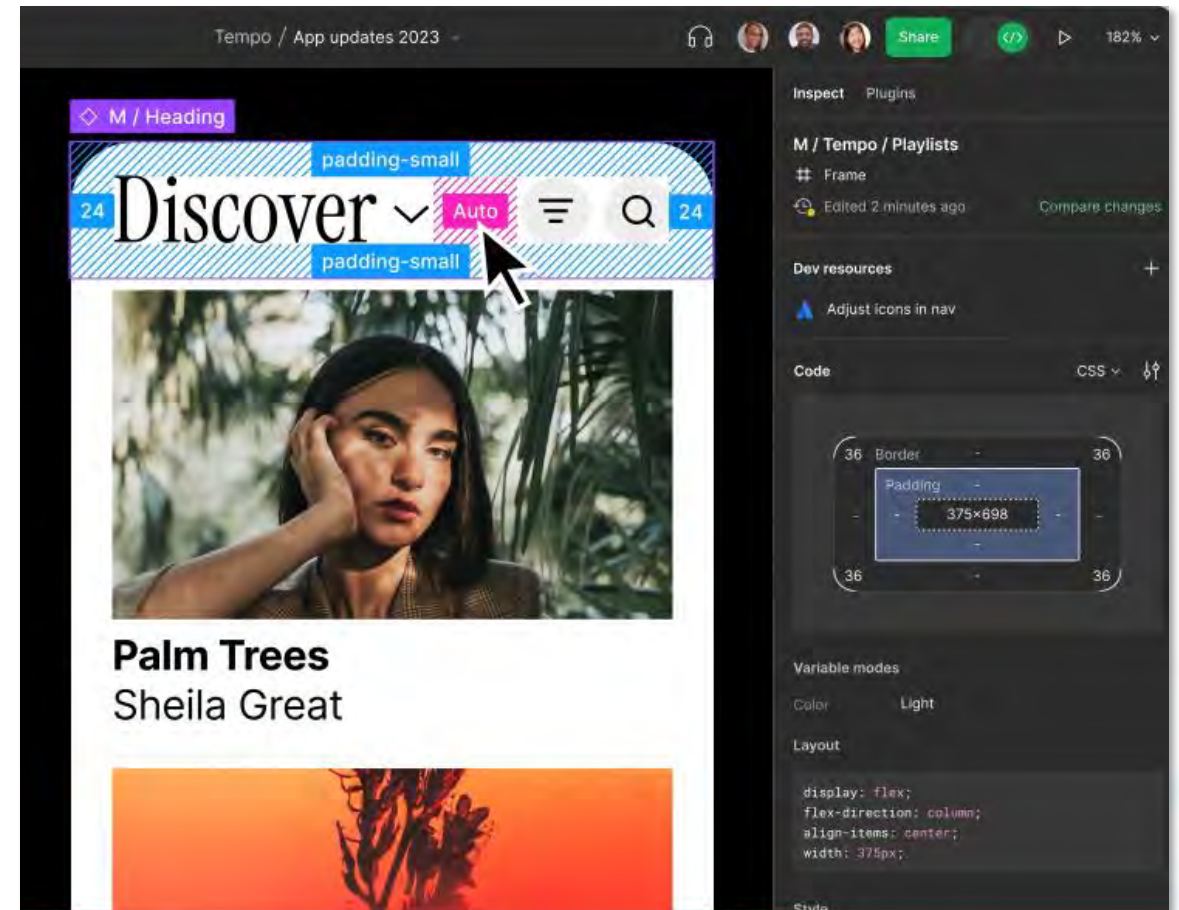 Tempo / App updates 2023
Share
</>
182%
Inspect Plugins
M / Heading
M / Tempo / Playlists
Frame
Edited 2 minutes ago Compare changes
padding-small
24 Discover Auto 24
padding-small
Dev resources +
Adjust icons in nav
Code CSS
36 Border - 36
Padding -
- - 375×698 - -
-
36 - 36
Palm Trees
Sheila Great
Variable modes
Color Light
Layout
display: flex;
flex-direction: column;
align-items: center;
width: 375px;
Style